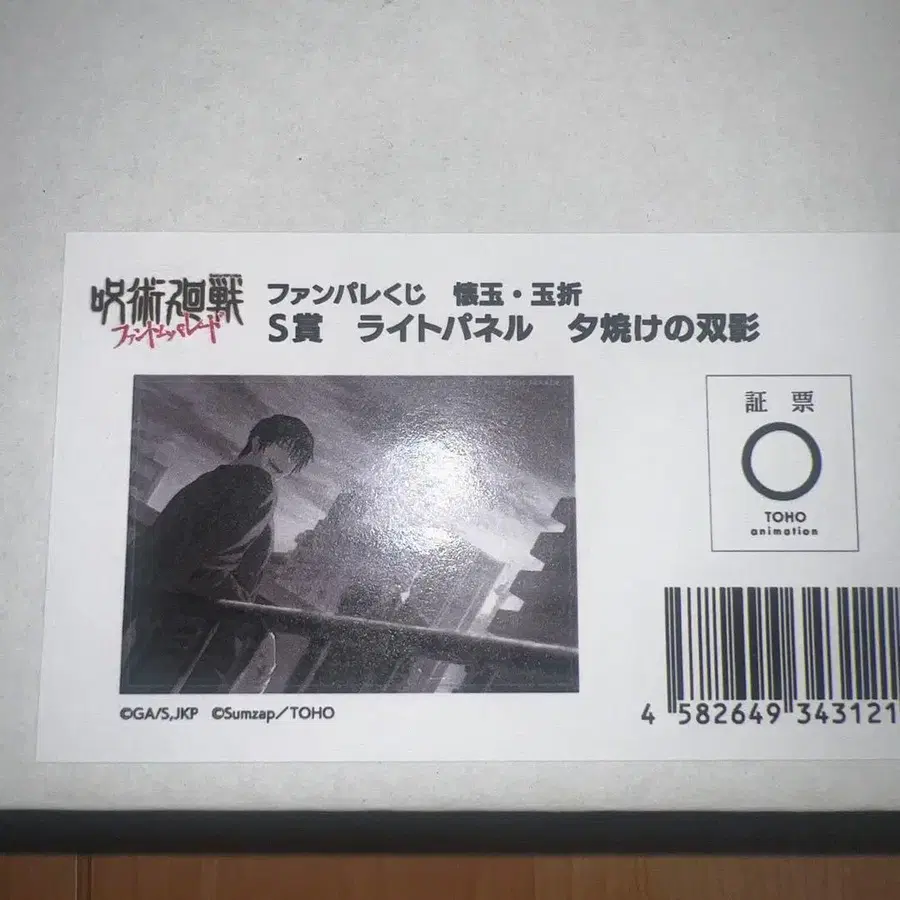 呪術廻戦
ファントムパレード
ファンパレくじ　懐玉・玉折
S賞　ライトパネル　夕焼けの双影
証 票
TOHO
animation
©GA/S,JKP　©Sumzap／TOHO
4 582649 343121